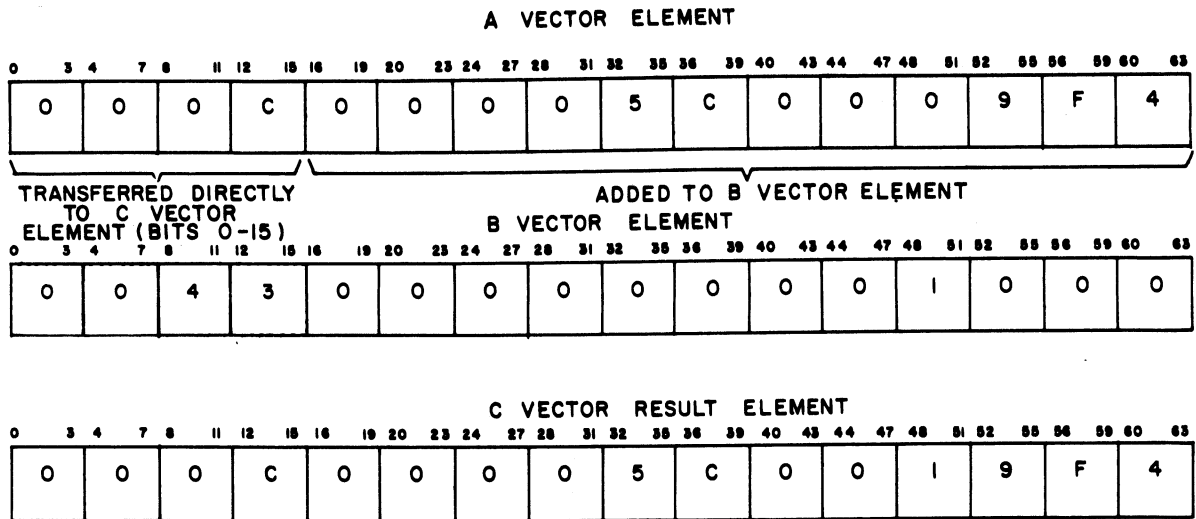 A VECTOR ELEMENT
0 3 4 7 8 11 12 15 16 19 20 23 24 27 28 31 32 35 36 39 40 43 44 47 48 51 52 55 56 59 60 63
0 0 0 C 0 0 0 0 5 C 0 0 0 9 F 4
TRANSFERRED DIRECTLY
TO C VECTOR
ELEMENT (BITS 0-15)
ADDED TO B VECTOR ELEMENT
B VECTOR ELEMENT
0 3 4 7 8 11 12 15 16 19 20 23 24 27 28 31 32 35 36 39 40 43 44 47 48 51 52 55 56 59 60 63
0 0 4 3 0 0 0 0 0 0 0 0 1 0 0 0
C VECTOR RESULT ELEMENT
0 3 4 7 8 11 12 15 16 19 20 23 24 27 28 31 32 35 36 39 40 43 44 47 48 51 52 55 56 59 60 63
0 0 0 C 0 0 0 0 5 C 0 0 1 9 F 4